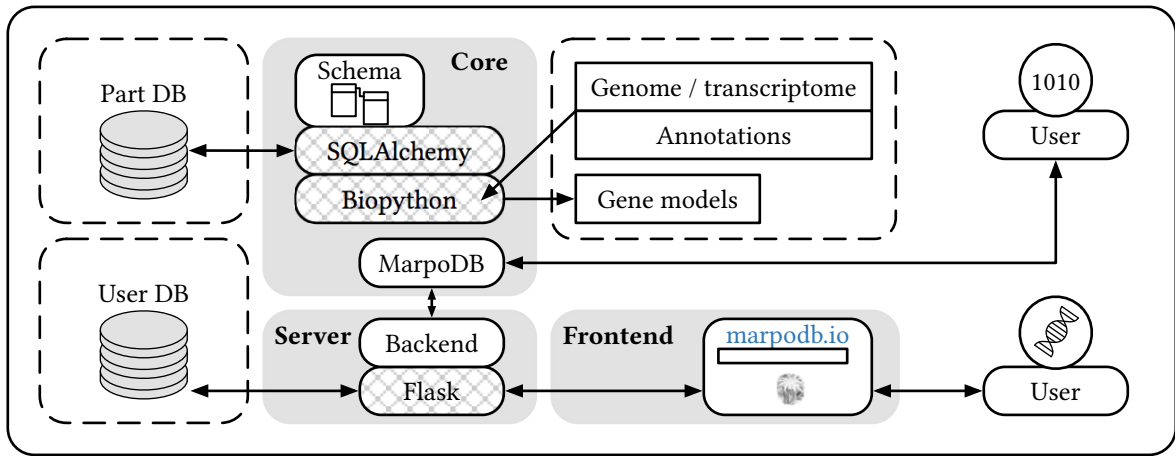 Part DB
Schema
Core
SQLAlchemy
Biopython
Genome / transcriptome
Annotations
Gene models
1010
User
MarpoDB
User DB
Server
Backend
Flask
Frontend
marpodb.io
User